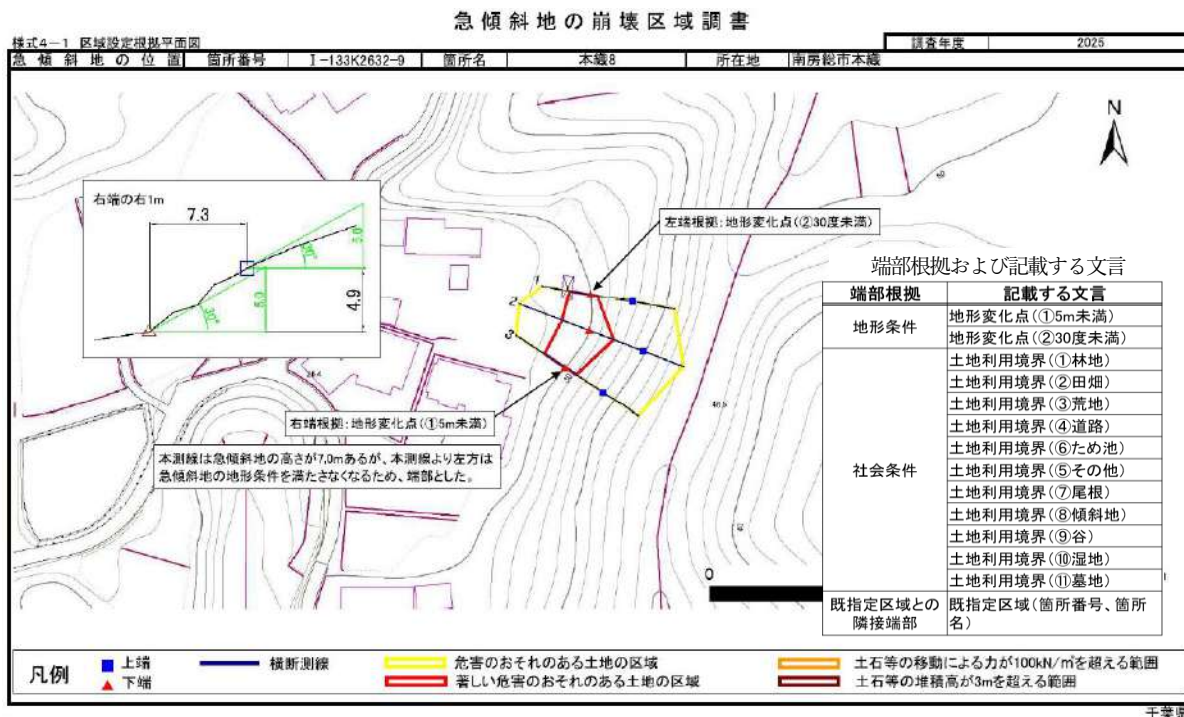 急傾斜地の崩壊区域調書
様式4-1 区域設定根拠平面図
調査年度 2025
急傾斜地の位置 箇所番号 I-133K2632-9 箇所名 本織8 所在地 南房総市本織
N
右端の右1m
7.3
30°
20°
5.0
5.0
4.9
左端根拠:地形変化点(②30度未満)
1
2
3
右端根拠:地形変化点(①5m未満)
本測線は急傾斜地の高さが7.0mあるが、本測線より左方は
急傾斜地の地形条件を満たさなくなるため、端部とした。
端部根拠および記載する文言
端部根拠 記載する文言
地形条件 地形変化点(①5m未満)
地形変化点(②30度未満)
社会条件 土地利用境界(①林地)
土地利用境界(②田畑)
土地利用境界(③荒地)
土地利用境界(④道路)
土地利用境界(⑥ため池)
土地利用境界(⑤その他)
土地利用境界(⑦尾根)
土地利用境界(⑧傾斜地)
土地利用境界(⑨谷)
土地利用境界(⑩湿地)
土地利用境界(⑪墓地)
既指定区域との
隣接端部
既指定区域(箇所番号、箇所
名)
0
凡例
上端
下端
横断測線
危害のおそれのある土地の区域
著しい危害のおそれのある土地の区域
土石等の移動による力が100kN/㎡を超える範囲
土石等の堆積高が3mを超える範囲
千葉県